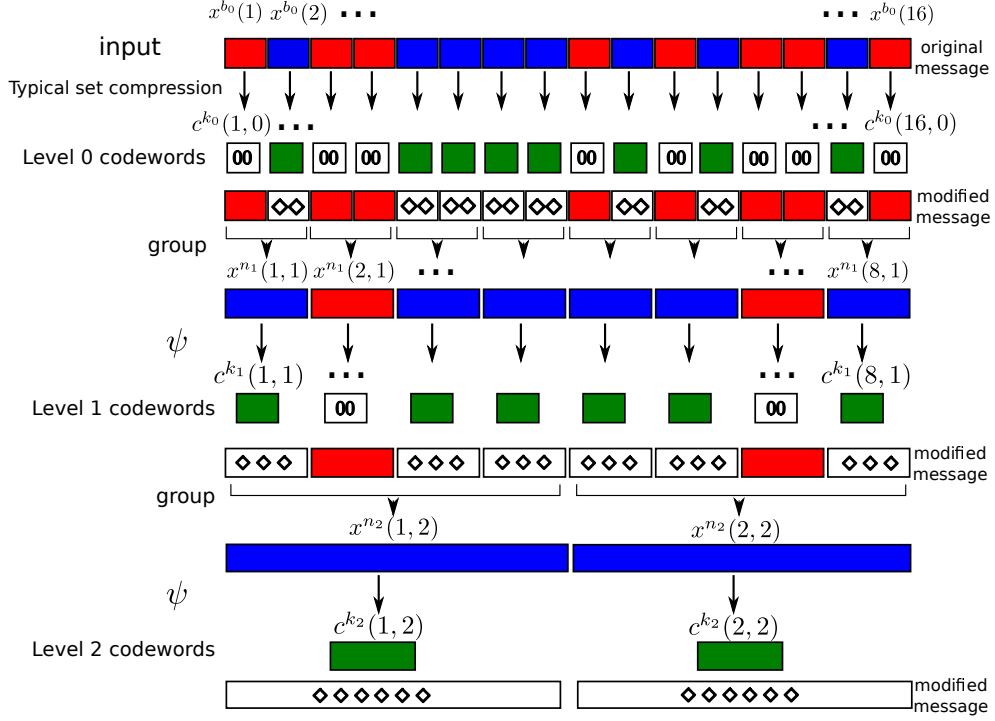 x^{b_0}(1) x^{b_0}(2) ... ... x^{b_0}(16)
input
original message
Typical set compression
c^{k_0}(1,0) ... ... c^{k_0}(16,0)
Level 0 codewords 00 00 00 00 00 00 00 00
◇◇ ◇◇ ◇◇ ◇◇ ◇◇ ◇◇ ◇◇ ◇◇
modified message
group
x^{n_1}(1,1) x^{n_1}(2,1) ... ... x^{n_1}(8,1)
ψ
c^{k_1}(1,1) ... ... c^{k_1}(8,1)
Level 1 codewords 00 00
◇◇◇ ◇◇◇ ◇◇◇ ◇◇◇ ◇◇◇ ◇◇◇
modified message
group
x^{n_2}(1,2) x^{n_2}(2,2)
ψ
c^{k_2}(1,2) c^{k_2}(2,2)
Level 2 codewords
◇◇◇◇◇◇ ◇◇◇◇◇◇
modified message